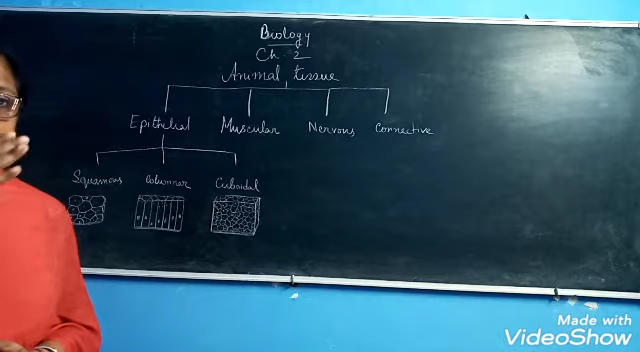 Biology
Ch. 2
Animal tissue
Epithelial Muscular Nervous Connective
Squamous Columnar Cuboidal
Made with
VideoShow